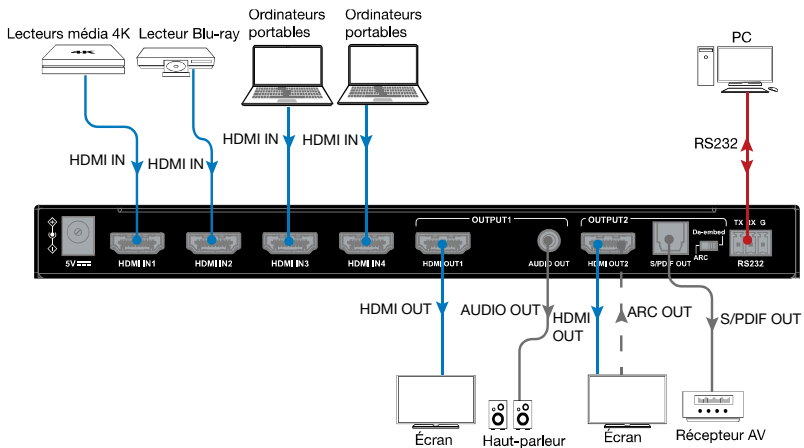 Lecteurs média 4K
Lecteur Blu-ray
Ordinateurs
portables
Ordinateurs
portables
PC
4K
HDMI IN
HDMI IN
HDMI IN
HDMI IN
RS232
OUTPUT1
OUTPUT2
De-embed
ARC
TX RX G
5V
HDMI IN1
HDMI IN2
HDMI IN3
HDMI IN4
HDMI OUT1
AUDIO OUT
HDMI OUT2
S/PDIF OUT
RS232
HDMI OUT
AUDIO OUT
HDMI
OUT
ARC OUT
S/PDIF OUT
Écran
Haut-parleur
Écran
Récepteur AV